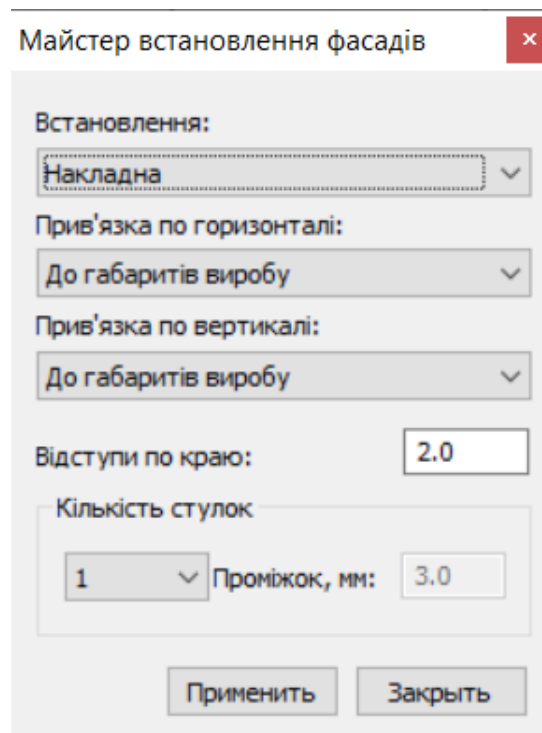 Майстер встановлення фасадів
Встановлення:
Накладна
Прив'язка по горизонталі:
До габаритів виробу
Прив'язка по вертикалі:
До габаритів виробу
Відступи по краю: 2.0
Кількість стулок
1 Проміжок, мм: 3.0
Применить Закрыть